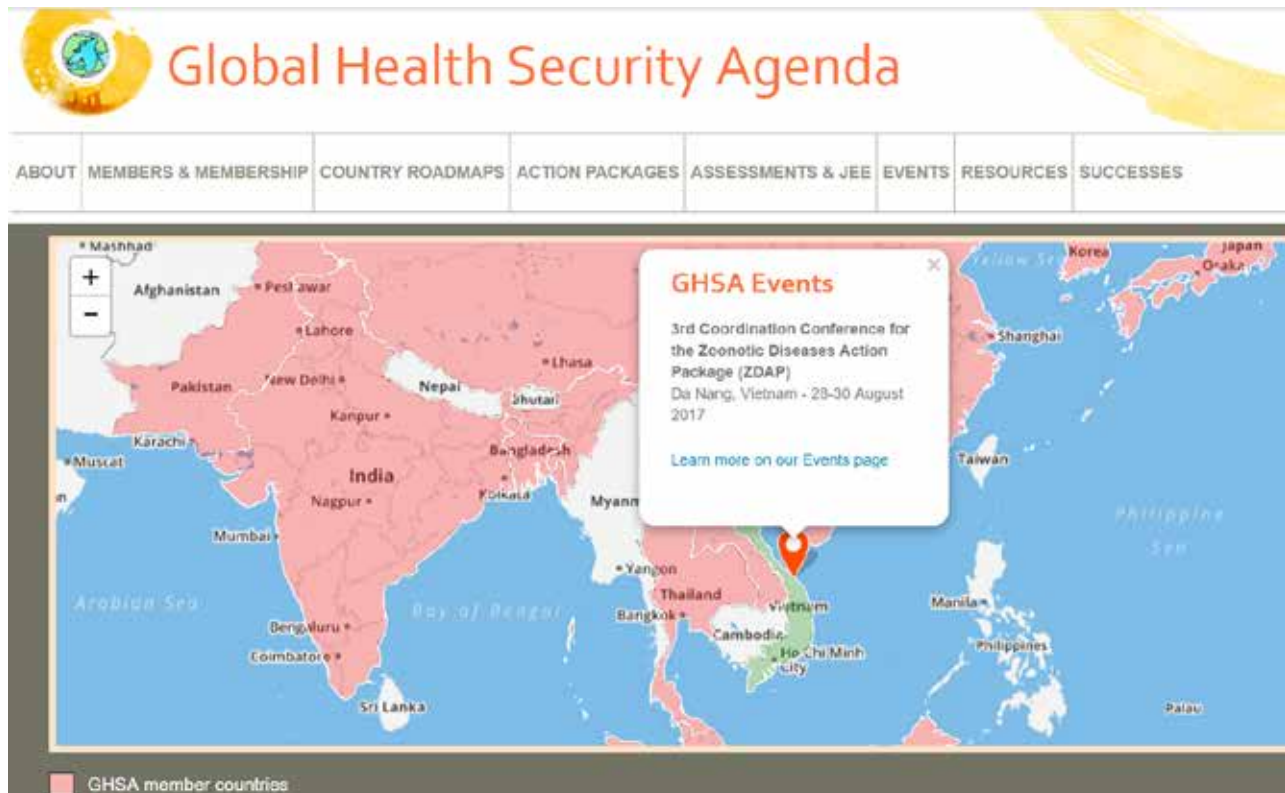 Global Health Security Agenda
ABOUT MEMBERS & MEMBERSHIP COUNTRY ROADMAPS ACTION PACKAGES ASSESSMENTS & JEE EVENTS RESOURCES SUCCESSES
Mashhad
+
−
Afghanistan
Peshawar
Lahore
Pakistan
New Delhi
Nepal
Lhasa
Bhutan
Kanpur
Karachi
Muscat
Bangladesh
India
Kolkata
Nagpur
Myanm
Mumbai
Yangon
Arabian Sea
Bay of Bengal
Thailand
Bangkok
Vietnam
Cambodia
Ho Chi Minh
City
Bengaluru
Coimbatore
Sri Lanka
GHSA Events
×
3rd Coordination Conference for
the Zoonotic Diseases Action
Package (ZDAP)
Da Nang, Vietnam - 28-30 August
2017
Learn more on our Events page
Yellow Sea
Korea
Japan
Osaka
Shanghai
Taiwan
Philippine
Sea
Manila
Philippines
Palau
GHSA member countries